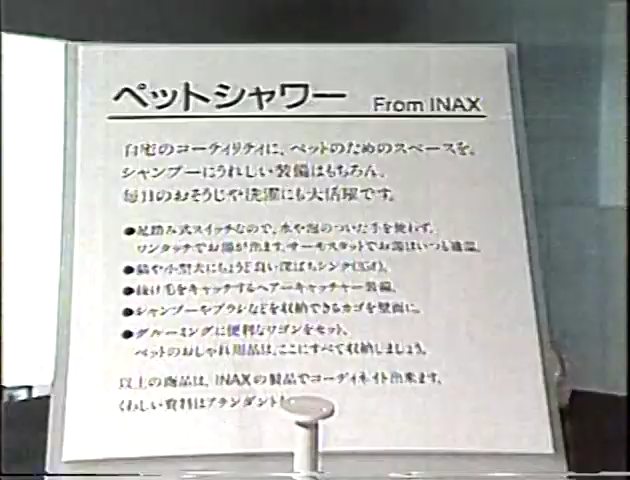 ペットシャワー From INAX
自宅のユーティリティに、ペットのためのスペースを。
シャンプーにうれしい装備はもちろん、
毎日のおそうじや洗濯にも大活躍です。
●足踏み式スイッチなので、水や泡のついた手を使わず、
ワンタッチでお湯が出ます。サーモスタットでお湯はいつも適温。
●猫や小型犬にちょうど良い深ばちシンク
●抜け毛をキャッチするヘアーキャッチャー装備。
●シャンプーやブラシなどを収納できるカゴを壁面に。
●グルーミングに便利なワゴンをセット。
ペットのおしゃれ用品は、ここにすべて収納しましょう。
以上の商品は、INAXの製品でコーディネイト出来ます。
くわしい資料はアテンダント